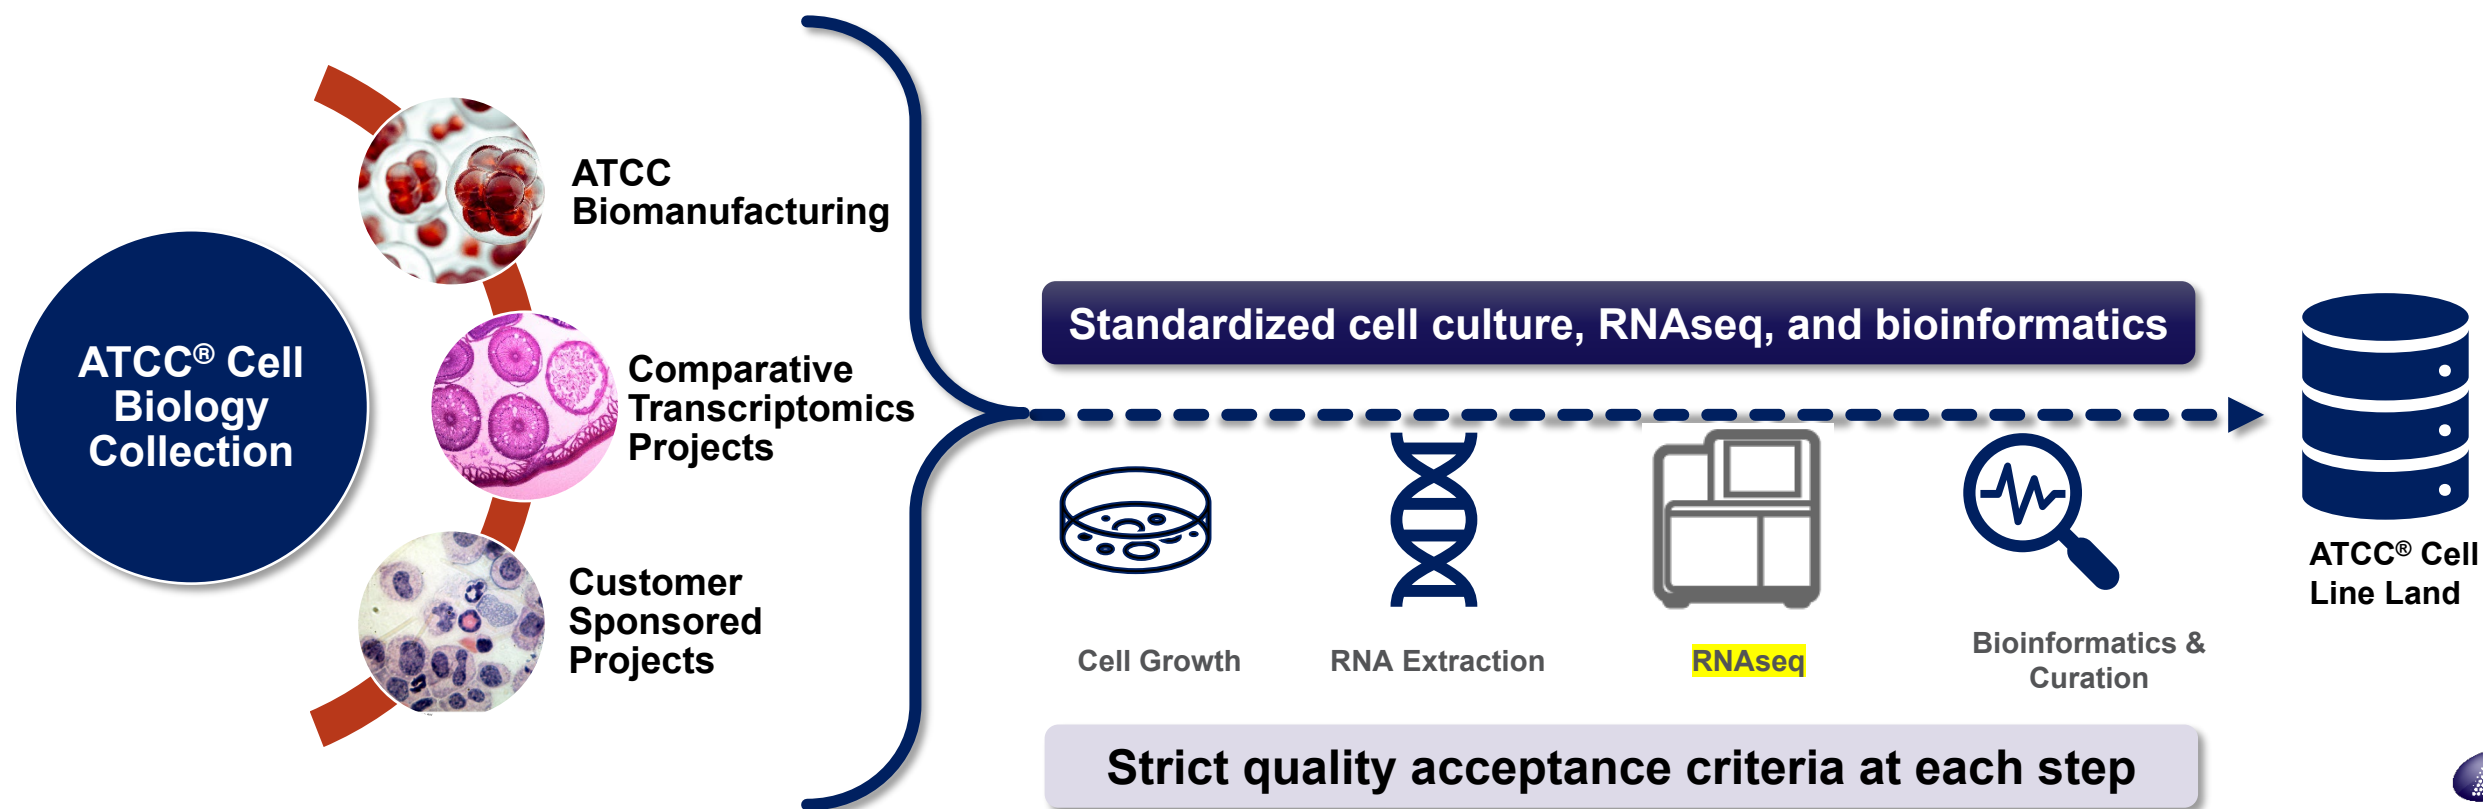 ATCC® Cell
Biology
Collection
ATCC
Biomanufacturing
Comparative
Transcriptomics
Projects
Customer
Sponsored
Projects
Standardized cell culture, RNAseq, and bioinformatics
Cell Growth
RNA Extraction
RNAseq
Bioinformatics &
Curation
Strict quality acceptance criteria at each step
ATCC® Cell
Line Land